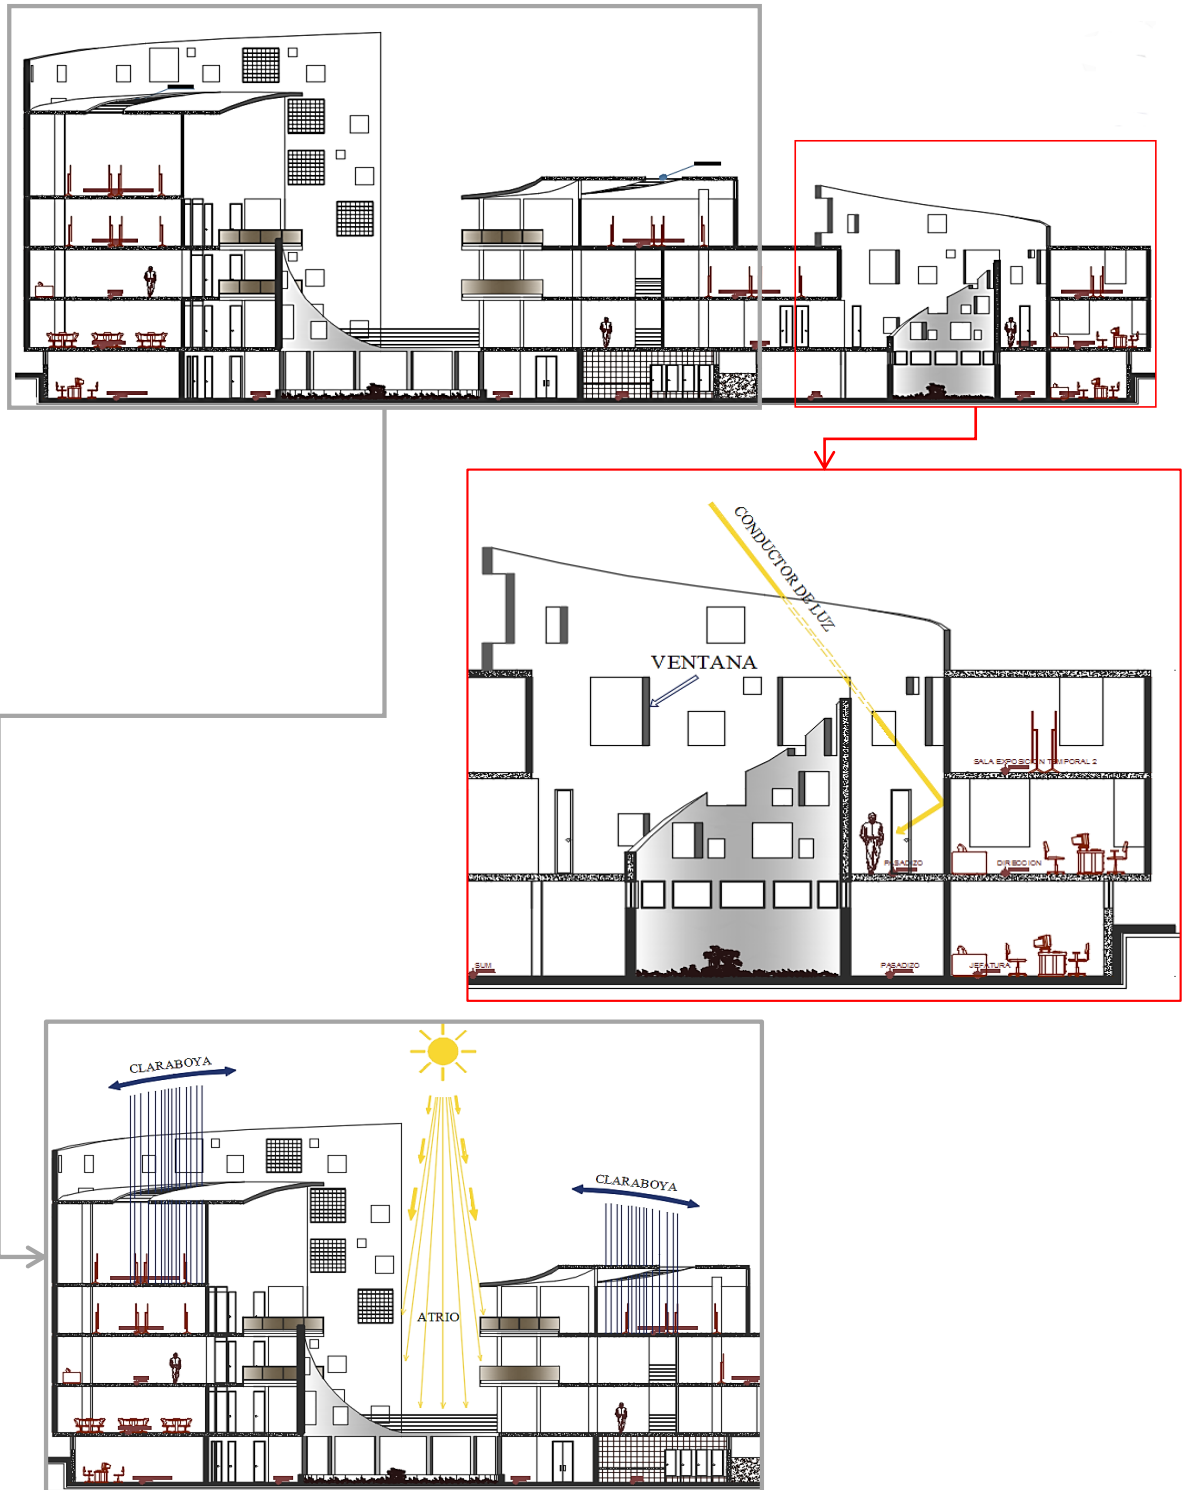 CONDUCTOR DE LUZ
VENTANA
SALA EXPOSICION TEMPORAL 2
PASADIZO
DIRECCION
SUM
PASADIZO
JEFATURA
CLARABOYA
CLARABOYA
ATRIO